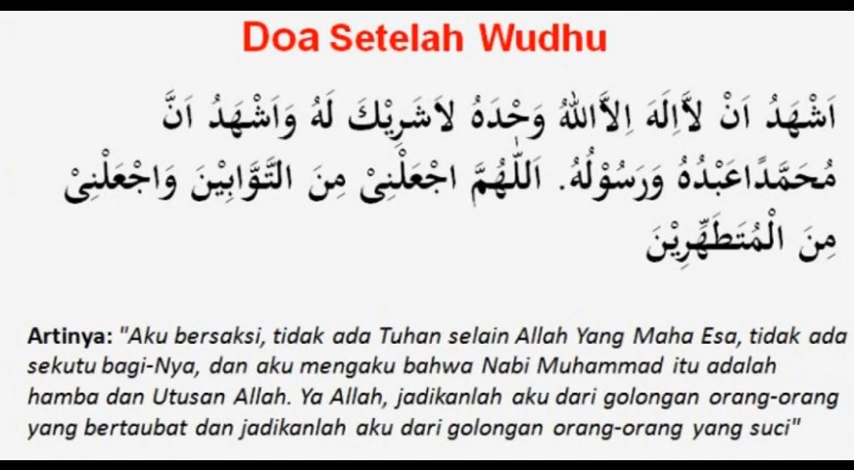 Doa Setelah Wudhu
اَشْهَدُ اَنْ لاَّاِلَهَ اِلاَّاللهُ وَحْدَهُ لاَشَرِيْكَ لَهُ وَاَشْهَدُ اَنَّ
مُحَمَّدًاعَبْدُهُ وَرَسُوْلُهُ. اَللّٰهُمَّ اجْعَلْنِىْ مِنَ التَّوَّابِيْنَ وَاجْعَلْنِىْ
مِنَ الْمُتَطَهِّرِيْنَ
Artinya: "Aku bersaksi, tidak ada Tuhan selain Allah Yang Maha Esa, tidak ada
sekutu bagi-Nya, dan aku mengaku bahwa Nabi Muhammad itu adalah
hamba dan Utusan Allah. Ya Allah, jadikanlah aku dari golongan orang-orang
yang bertaubat dan jadikanlah aku dari golongan orang-orang yang suci"